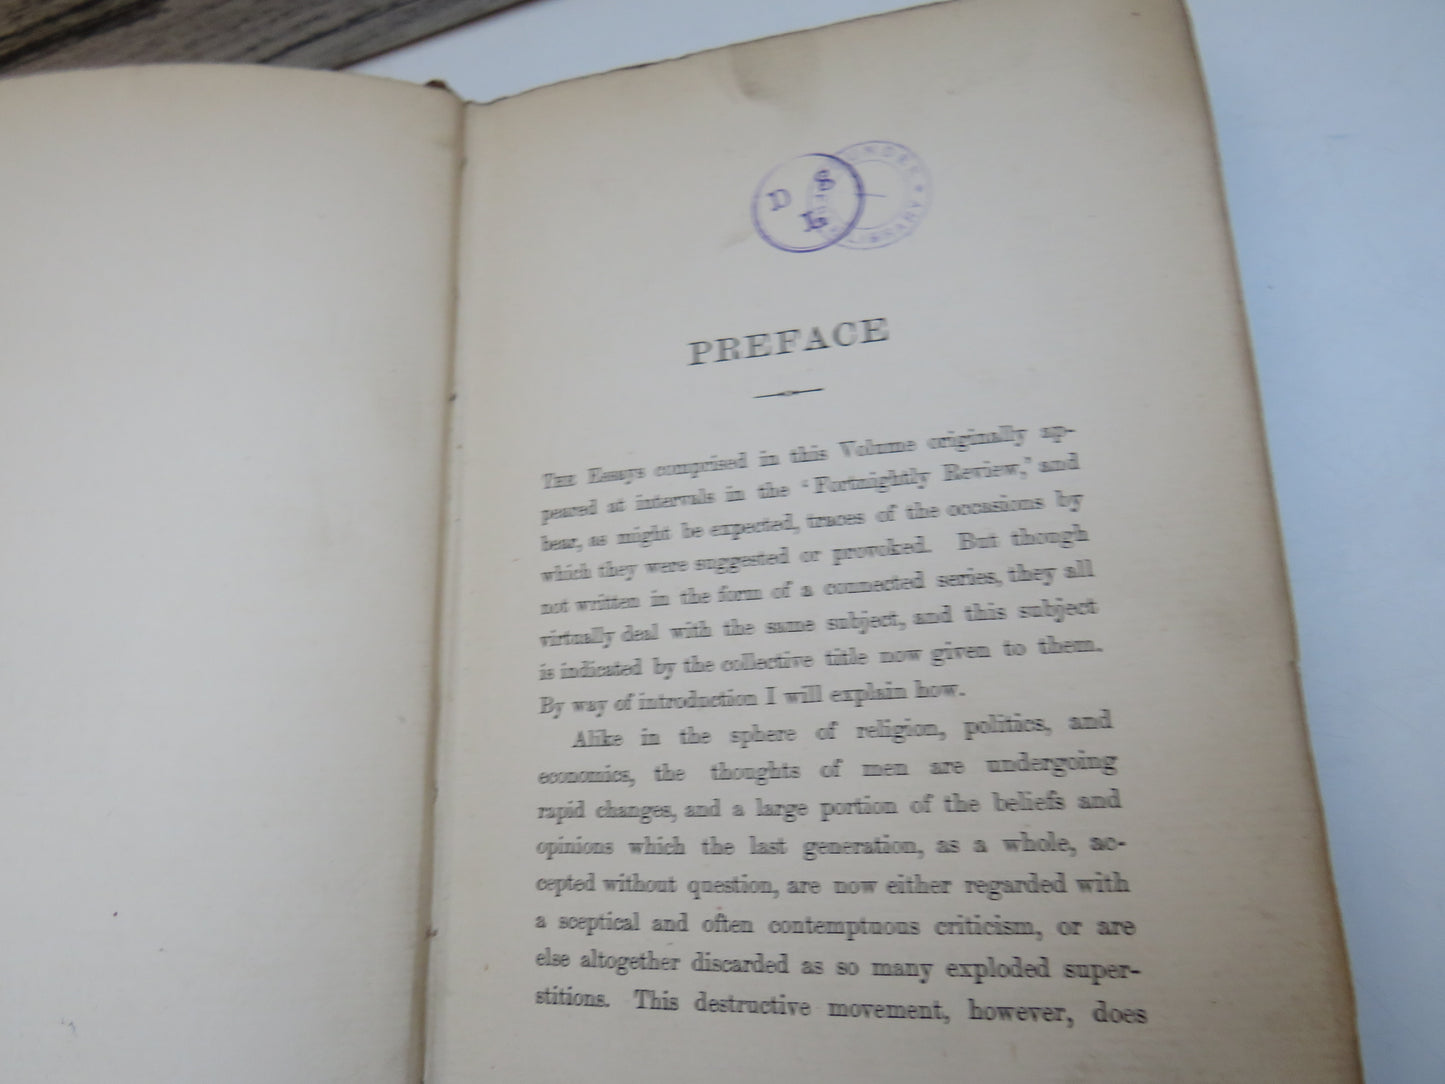 D S L
UNDEE
LIBRARY
PREFACE
THE Essays comprised in this Volume originally ap-
peared at intervals in the 'Fortnightly Review,' and
bear, as might be expected, traces of the occasions by
which they were suggested or provoked. But though
not written in the form of a connected series, they all
virtually deal with the same subject, and this subject
is indicated by the collective title now given to them.
By way of introduction I will explain how.
Alike in the sphere of religion, politics, and
economics, the thoughts of men are undergoing
rapid changes, and a large portion of the beliefs and
opinions which the last generation, as a whole, ac-
cepted without question, are now either regarded with
a sceptical and often contemptuous criticism, or are
else altogether discarded as so many exploded super-
stitions. This destructive movement, however, does